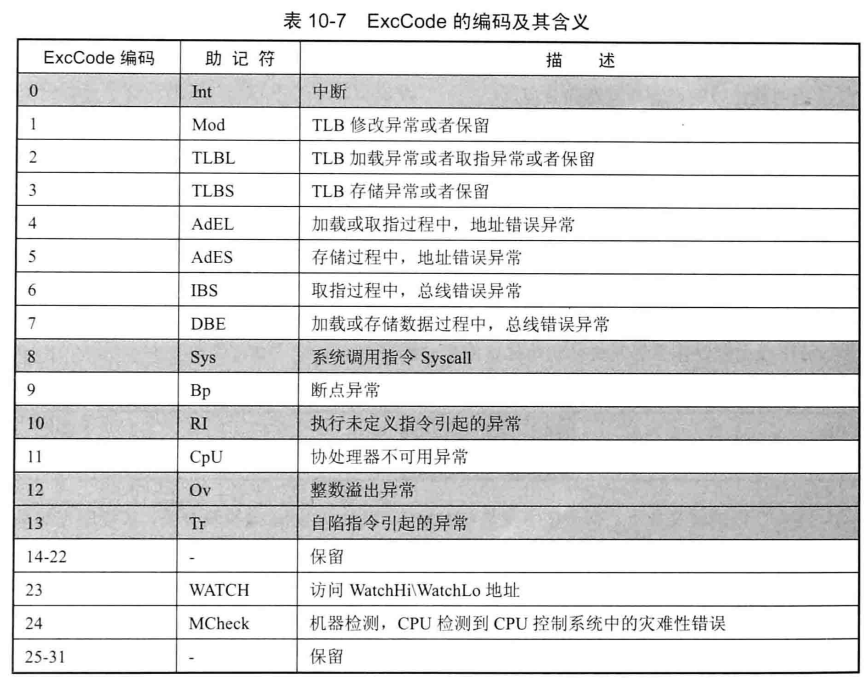 表 10-7 ExcCode 的编码及其含义
ExcCode 编码 助 记 符 描 述
0 Int 中断
1 Mod TLB 修改异常或者保留
2 TLBL TLB 加载异常或者取指异常或者保留
3 TLBS TLB 存储异常或者保留
4 AdEL 加载或取指过程中，地址错误异常
5 AdES 存储过程中，地址错误异常
6 IBS 取指过程中，总线错误异常
7 DBE 加载或存储数据过程中，总线错误异常
8 Sys 系统调用指令 Syscall
9 Bp 断点异常
10 RI 执行未定义指令引起的异常
11 CpU 协处理器不可用异常
12 Ov 整数溢出异常
13 Tr 自陷指令引起的异常
14-22 - 保留
23 WATCH 访问 WatchHi\WatchLo 地址
24 MCheck 机器检测，CPU 检测到 CPU 控制系统中的灾难性错误
25-31 - 保留